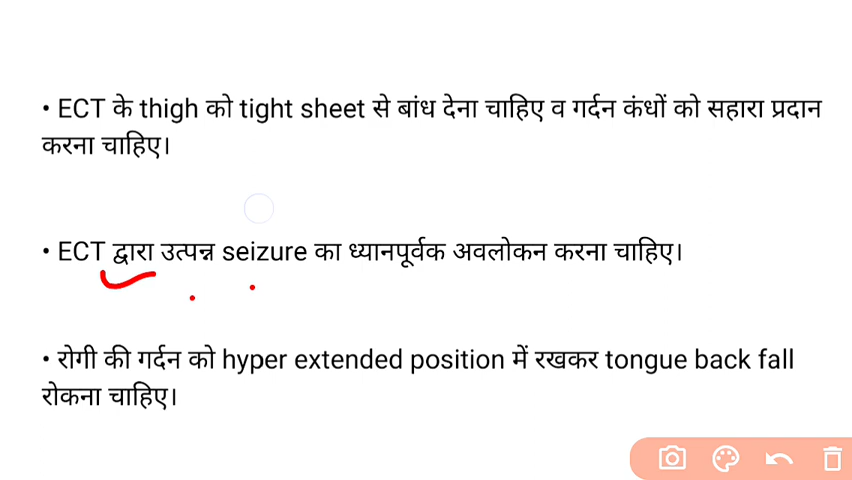 • ECT के thigh को tight sheet से बांध देना चाहिए व गर्दन कंधों को सहारा प्रदान
करना चाहिए।
• ECT द्वारा उत्पन्न seizure का ध्यानपूर्वक अवलोकन करना चाहिए।
• रोगी की गर्दन को hyper extended position में रखकर tongue back fall
रोकना चाहिए।